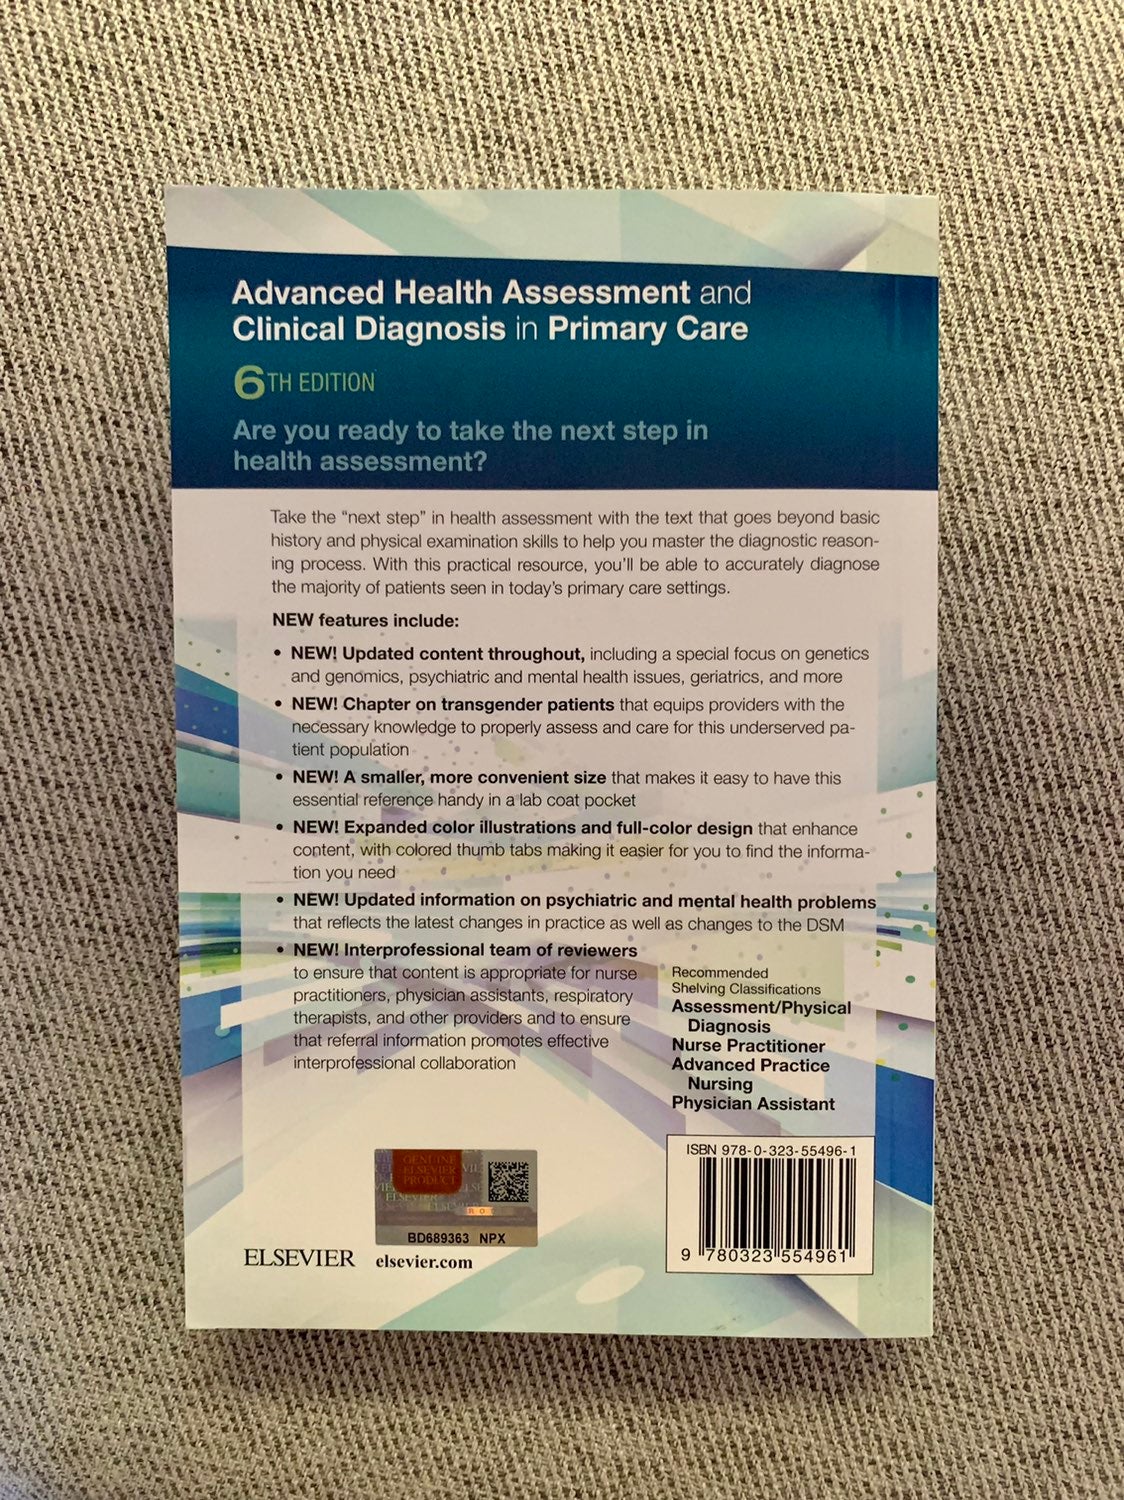 Advanced Health Assessment and
Clinical Diagnosis in Primary Care
6TH EDITION
Are you ready to take the next step in
health assessment?
Take the “next step” in health assessment with the text that goes beyond basic
history and physical examination skills to help you master the diagnostic reason-
ing process. With this practical resource, you’ll be able to accurately diagnose
the majority of patients seen in today’s primary care settings.
NEW features include:
• NEW! Updated content throughout, including a special focus on genetics
and genomics, psychiatric and mental health issues, geriatrics, and more
• NEW! Chapter on transgender patients that equips providers with the
necessary knowledge to properly assess and care for this underserved pa-
tient population
• NEW! A smaller, more convenient size that makes it easy to have this
essential reference handy in a lab coat pocket
• NEW! Expanded color illustrations and full-color design that enhance
content, with colored thumb tabs making it easier for you to find the informa-
tion you need
• NEW! Updated information on psychiatric and mental health problems
that reflects the latest changes in practice as well as changes to the DSM
• NEW! Interprofessional team of reviewers
to ensure that content is appropriate for nurse
practitioners, physician assistants, respiratory
therapists, and other providers and to ensure
that referral information promotes effective
interprofessional collaboration
Recommended
Shelving Classifications
Assessment/Physical
Diagnosis
Nurse Practitioner
Advanced Practice
Nursing
Physician Assistant
GENUINE
ELSEVIER
PRODUCT
ELSEVIER
BD689363 NPX
ELSEVIER
elsevier.com
ISBN 978-0-323-55496-1
9 780323 554961